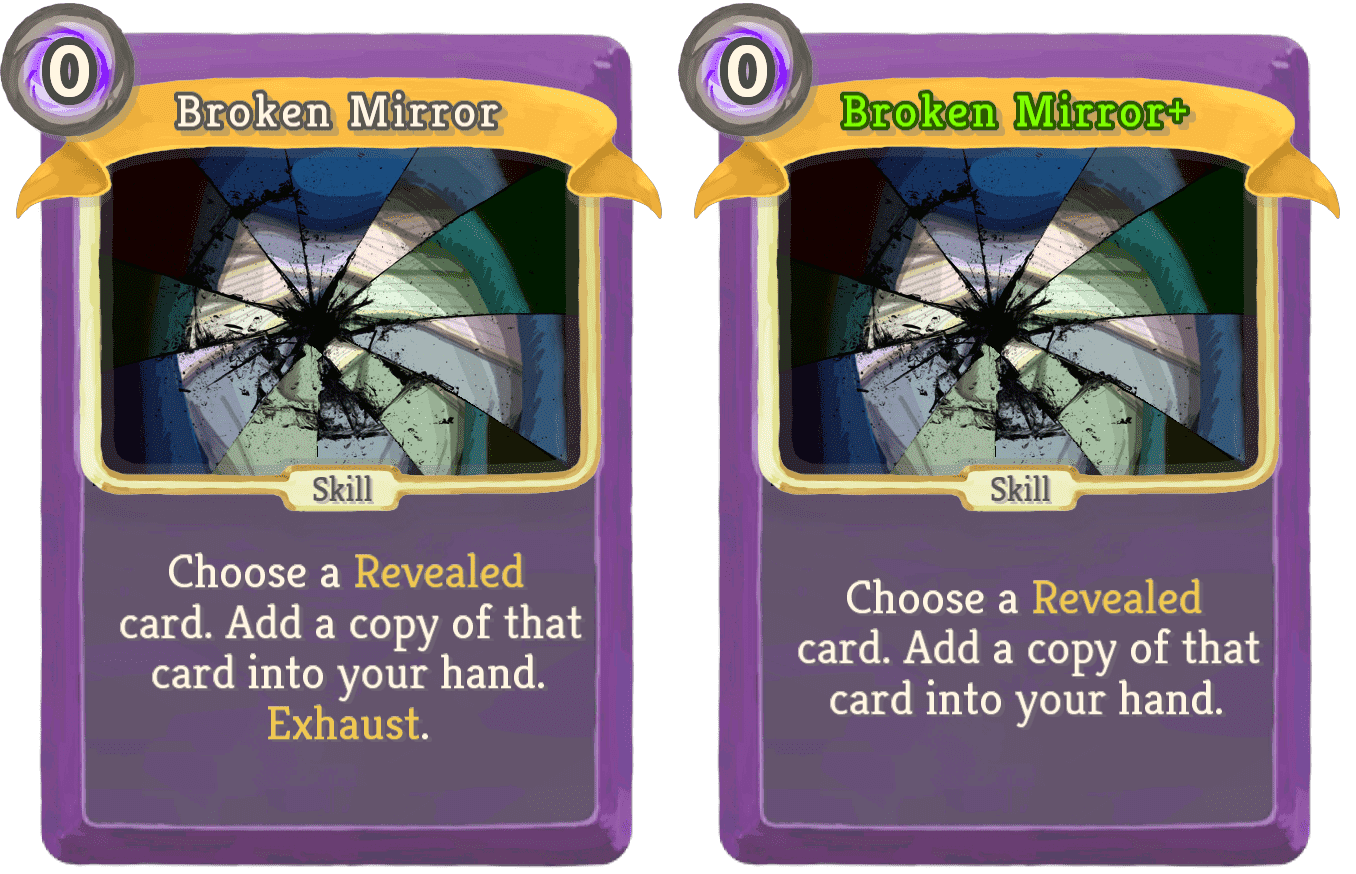 0
Broken Mirror
Skill
Choose a Revealed
card. Add a copy of that
card into your hand.
Exhaust.
0
Broken Mirror+
Skill
Choose a Revealed
card. Add a copy of that
card into your hand.